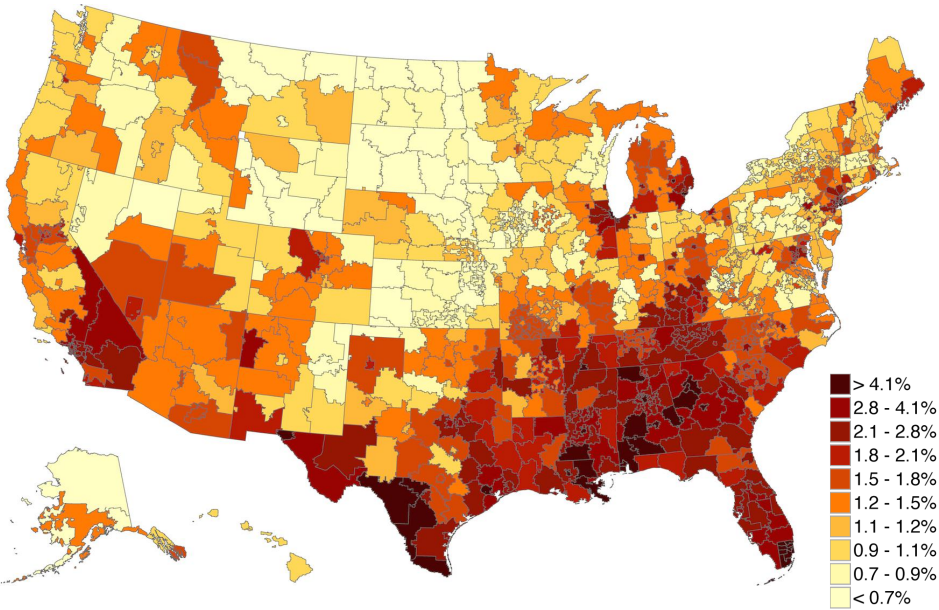 > 4.1%
2.8 - 4.1%
2.1 - 2.8%
1.8 - 2.1%
1.5 - 1.8%
1.2 - 1.5%
1.1 - 1.2%
0.9 - 1.1%
0.7 - 0.9%
< 0.7%